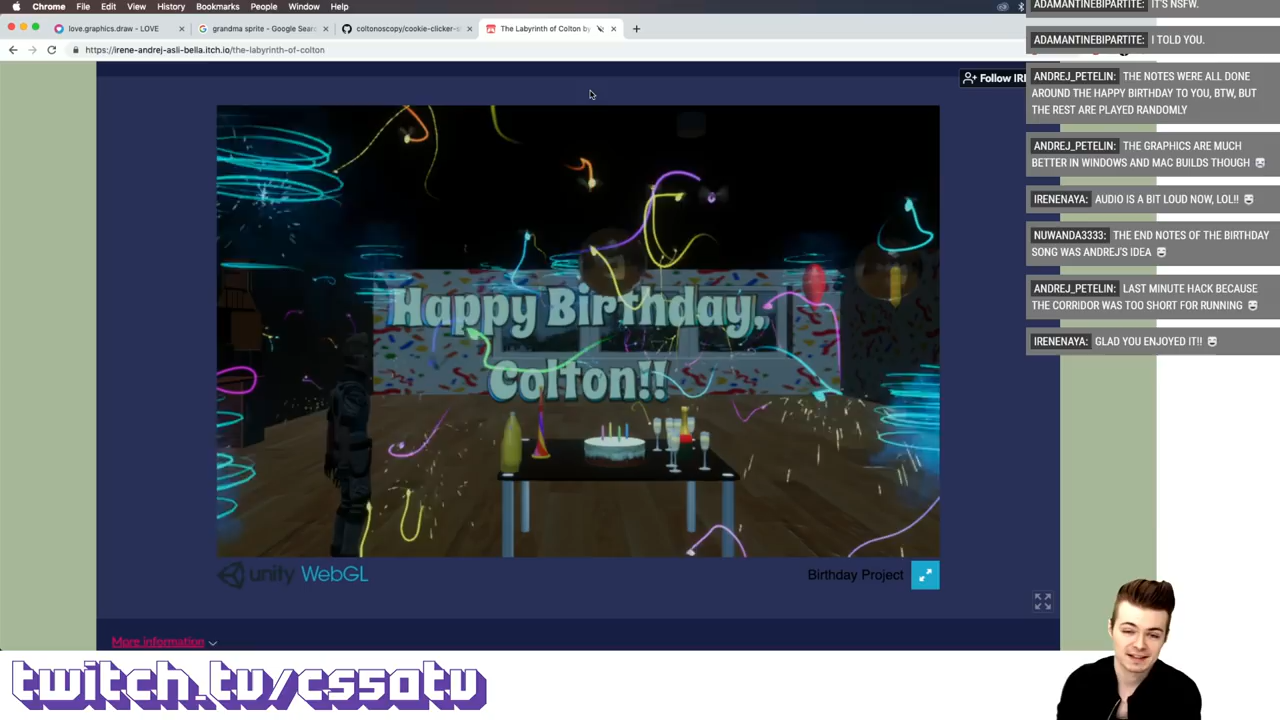 Chrome File Edit View History Bookmarks People Window Help
love.graphics.draw - LOVE
grandma sprite - Google Sear
coltonoscopy/cookie-clicker-s
The Labyrinth of Colton by
https://irene-andrej-asli-bella.itch.io/the-labyrinth-of-colton
Follow IRE
Happy Birthday,
Colton!!
unity WebGL
Birthday Project
More information
ADAMANTINEBIPARTITE: IT'S NSFW.
ADAMANTINEBIPARTITE: I TOLD YOU.
ANDREJ_PETELIN: THE NOTES WERE ALL DONE
AROUND THE HAPPY BIRTHDAY TO YOU, BTW, BUT
THE REST ARE PLAYED RANDOMLY
ANDREJ_PETELIN: THE GRAPHICS ARE MUCH
BETTER IN WINDOWS AND MAC BUILDS THOUGH
IRENENAYA: AUDIO IS A BIT LOUD NOW, LOL!!
NUWANDA3333: THE END NOTES OF THE BIRTHDAY
SONG WAS ANDREJ'S IDEA
ANDREJ_PETELIN: LAST MINUTE HACK BECAUSE
THE CORRIDOR WAS TOO SHORT FOR RUNNING
IRENENAYA: GLAD YOU ENJOYED IT!!
twitch.tv/cs50tv